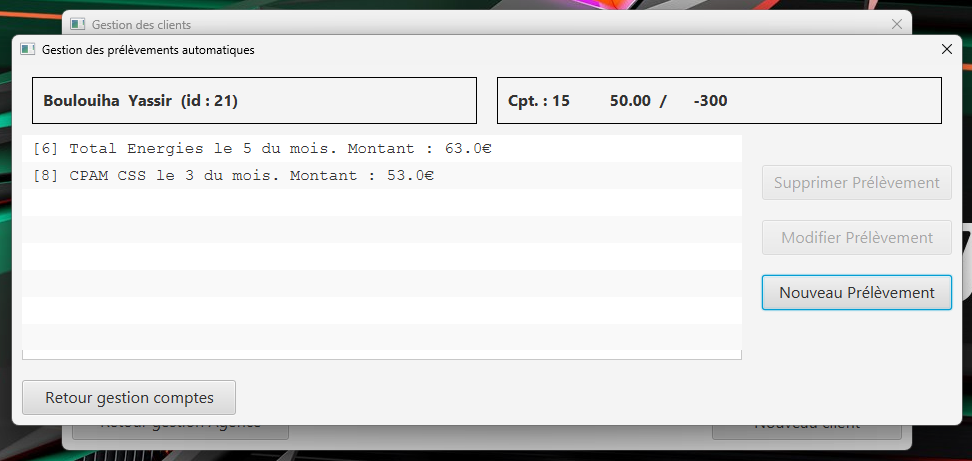 Gestion des clients
Gestion des prélèvements automatiques
Boulouiha Yassir (id : 21)
Cpt. : 15 50.00 / -300
[6] Total Energies le 5 du mois. Montant : 63.0€
[8] CPAM CSS le 3 du mois. Montant : 53.0€
Supprimer Prélèvement
Modifier Prélèvement
Nouveau Prélèvement
Retour gestion comptes
Retour gestion Agence
Nouveau client